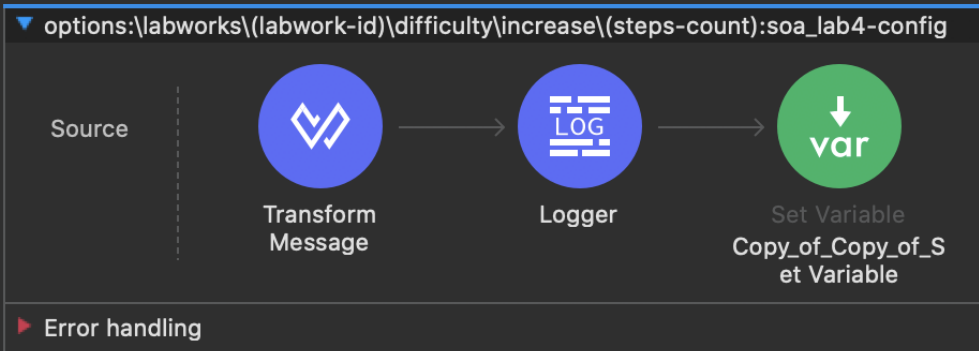 options:\labworks\(labwork-id)\difficulty\increase\(steps-count):soa_lab4-config
Source
LOG
var
Transform
Message
Logger
Set Variable
Copy_of_Copy_of_S
et Variable
Error handling